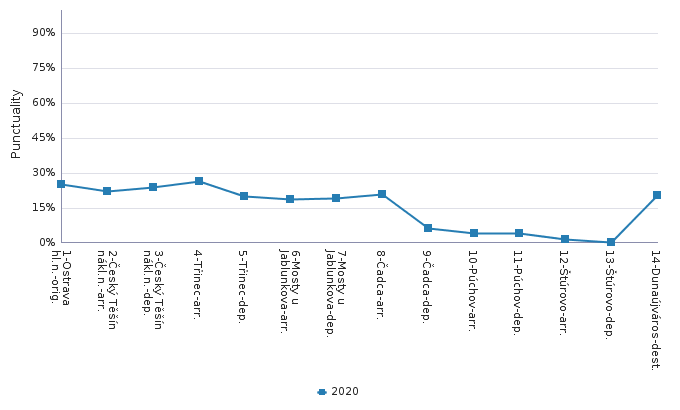 90%
75%
60%
45%
30%
15%
0%
Punctuality
1-Ostrava
hl.n.-orig.
2-Český Těšín
nákl.n.-arr.
3-Český Těšín
nákl.n.-dep.
4-Třinec-arr.
5-Třinec-dep.
6-Mosty u
Jablunkova-arr.
7-Mosty u
Jablunkova-dep.
8-Čadca-arr.
9-Čadca-dep.
10-Púchov-arr.
11-Púchov-dep.
12-Štúrovo-arr.
13-Štúrovo-dep.
14-Dunaújváros-dest.
2020